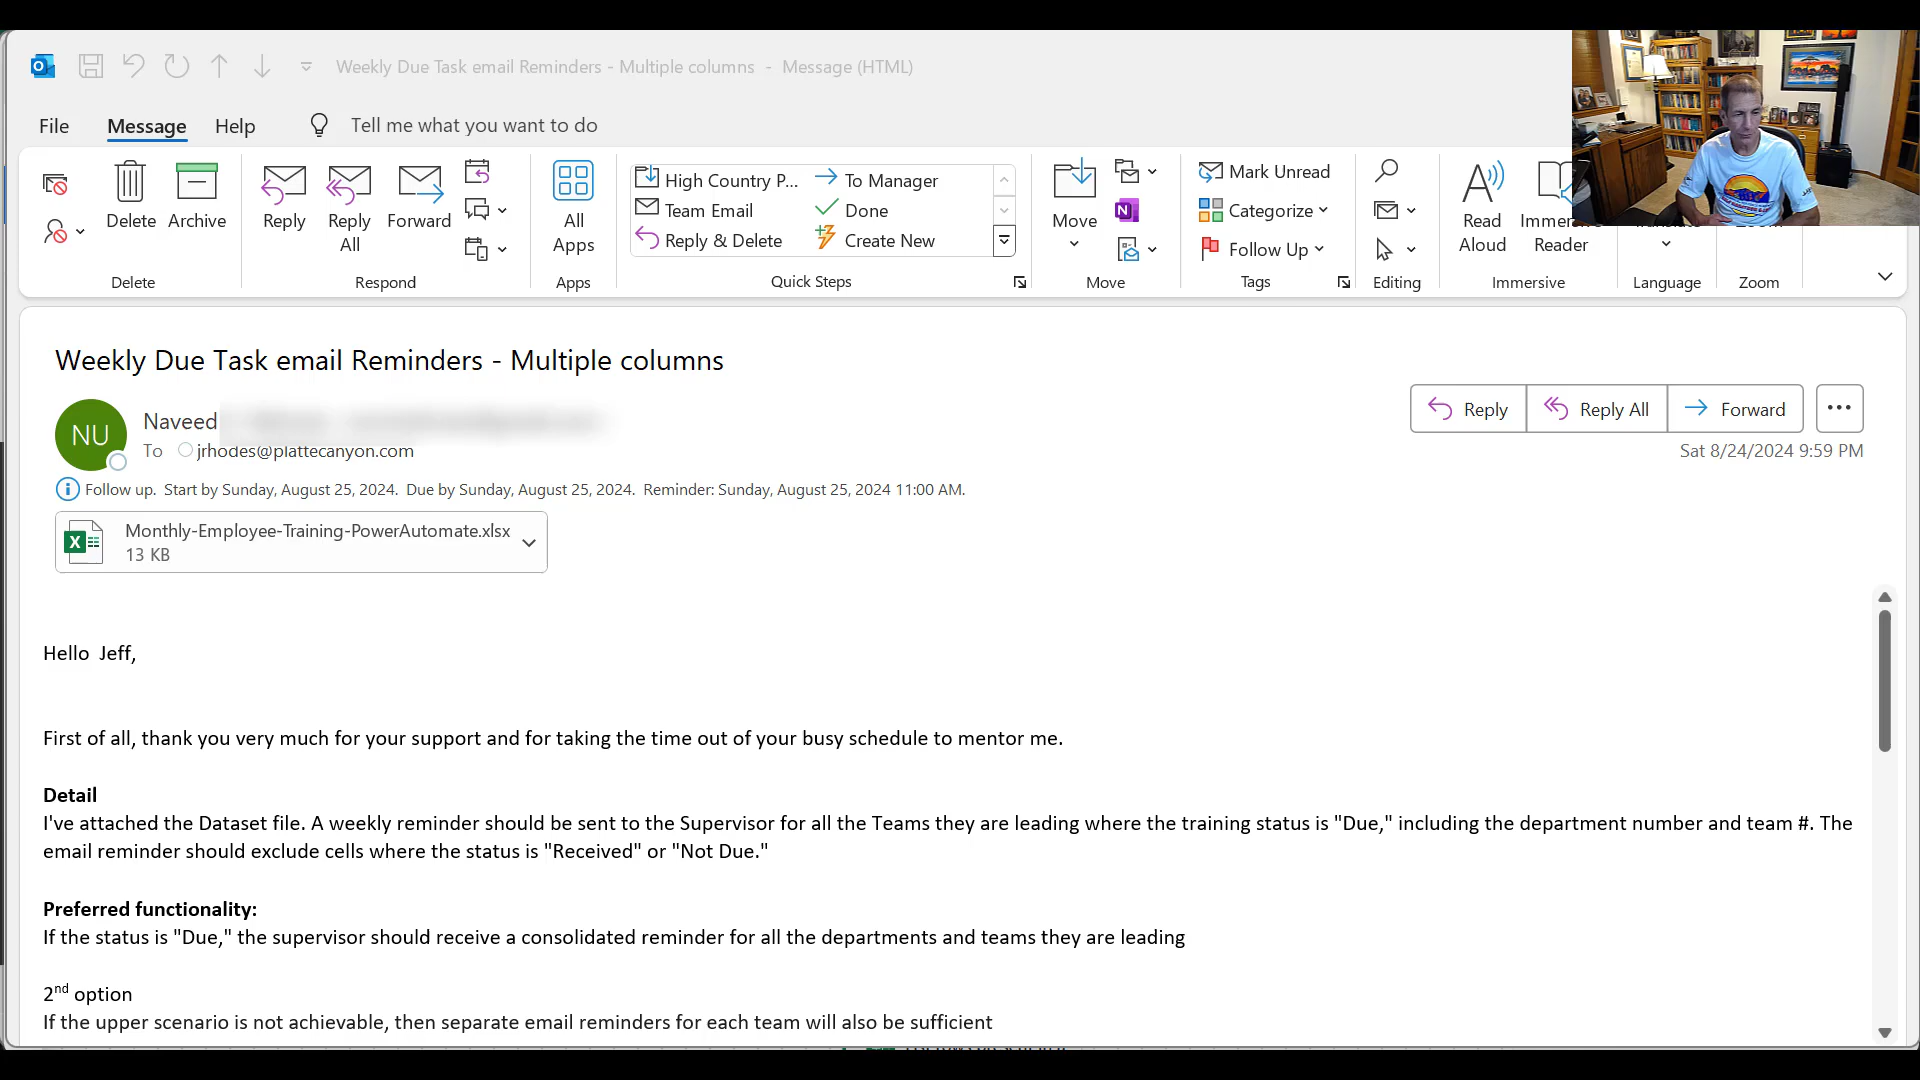 Weekly Due Task email Reminders - Multiple columns - Message (HTML)
File Message Help Tell me what you want to do
Delete
Archive
Reply
Reply All
Forward
All Apps
High Country P...
To Manager
Team Email
Done
Reply & Delete
Create New
Move
Mark Unread
Categorize
Follow Up
Read Aloud
Reader
Delete
Respond
Apps
Quick Steps
Move
Tags
Editing
Immersive
Language
Zoom
Weekly Due Task email Reminders - Multiple columns
NU
Naveed
To jrhodes@plattecanyon.com
Reply
Reply All
Forward
Sat 8/24/2024 9:59 PM
Follow up. Start by Sunday, August 25, 2024. Due by Sunday, August 25, 2024. Reminder: Sunday, August 25, 2024 11:00 AM.
Monthly-Employee-Training-PowerAutomate.xlsx
13 KB
Hello Jeff,
First of all, thank you very much for your support and for taking the time out of your busy schedule to mentor me.
Detail
I've attached the Dataset file. A weekly reminder should be sent to the Supervisor for all the Teams they are leading where the training status is "Due," including the department number and team #. The
email reminder should exclude cells where the status is "Received" or "Not Due."
Preferred functionality:
If the status is "Due," the supervisor should receive a consolidated reminder for all the departments and teams they are leading
2nd option
If the upper scenario is not achievable, then separate email reminders for each team will also be sufficient